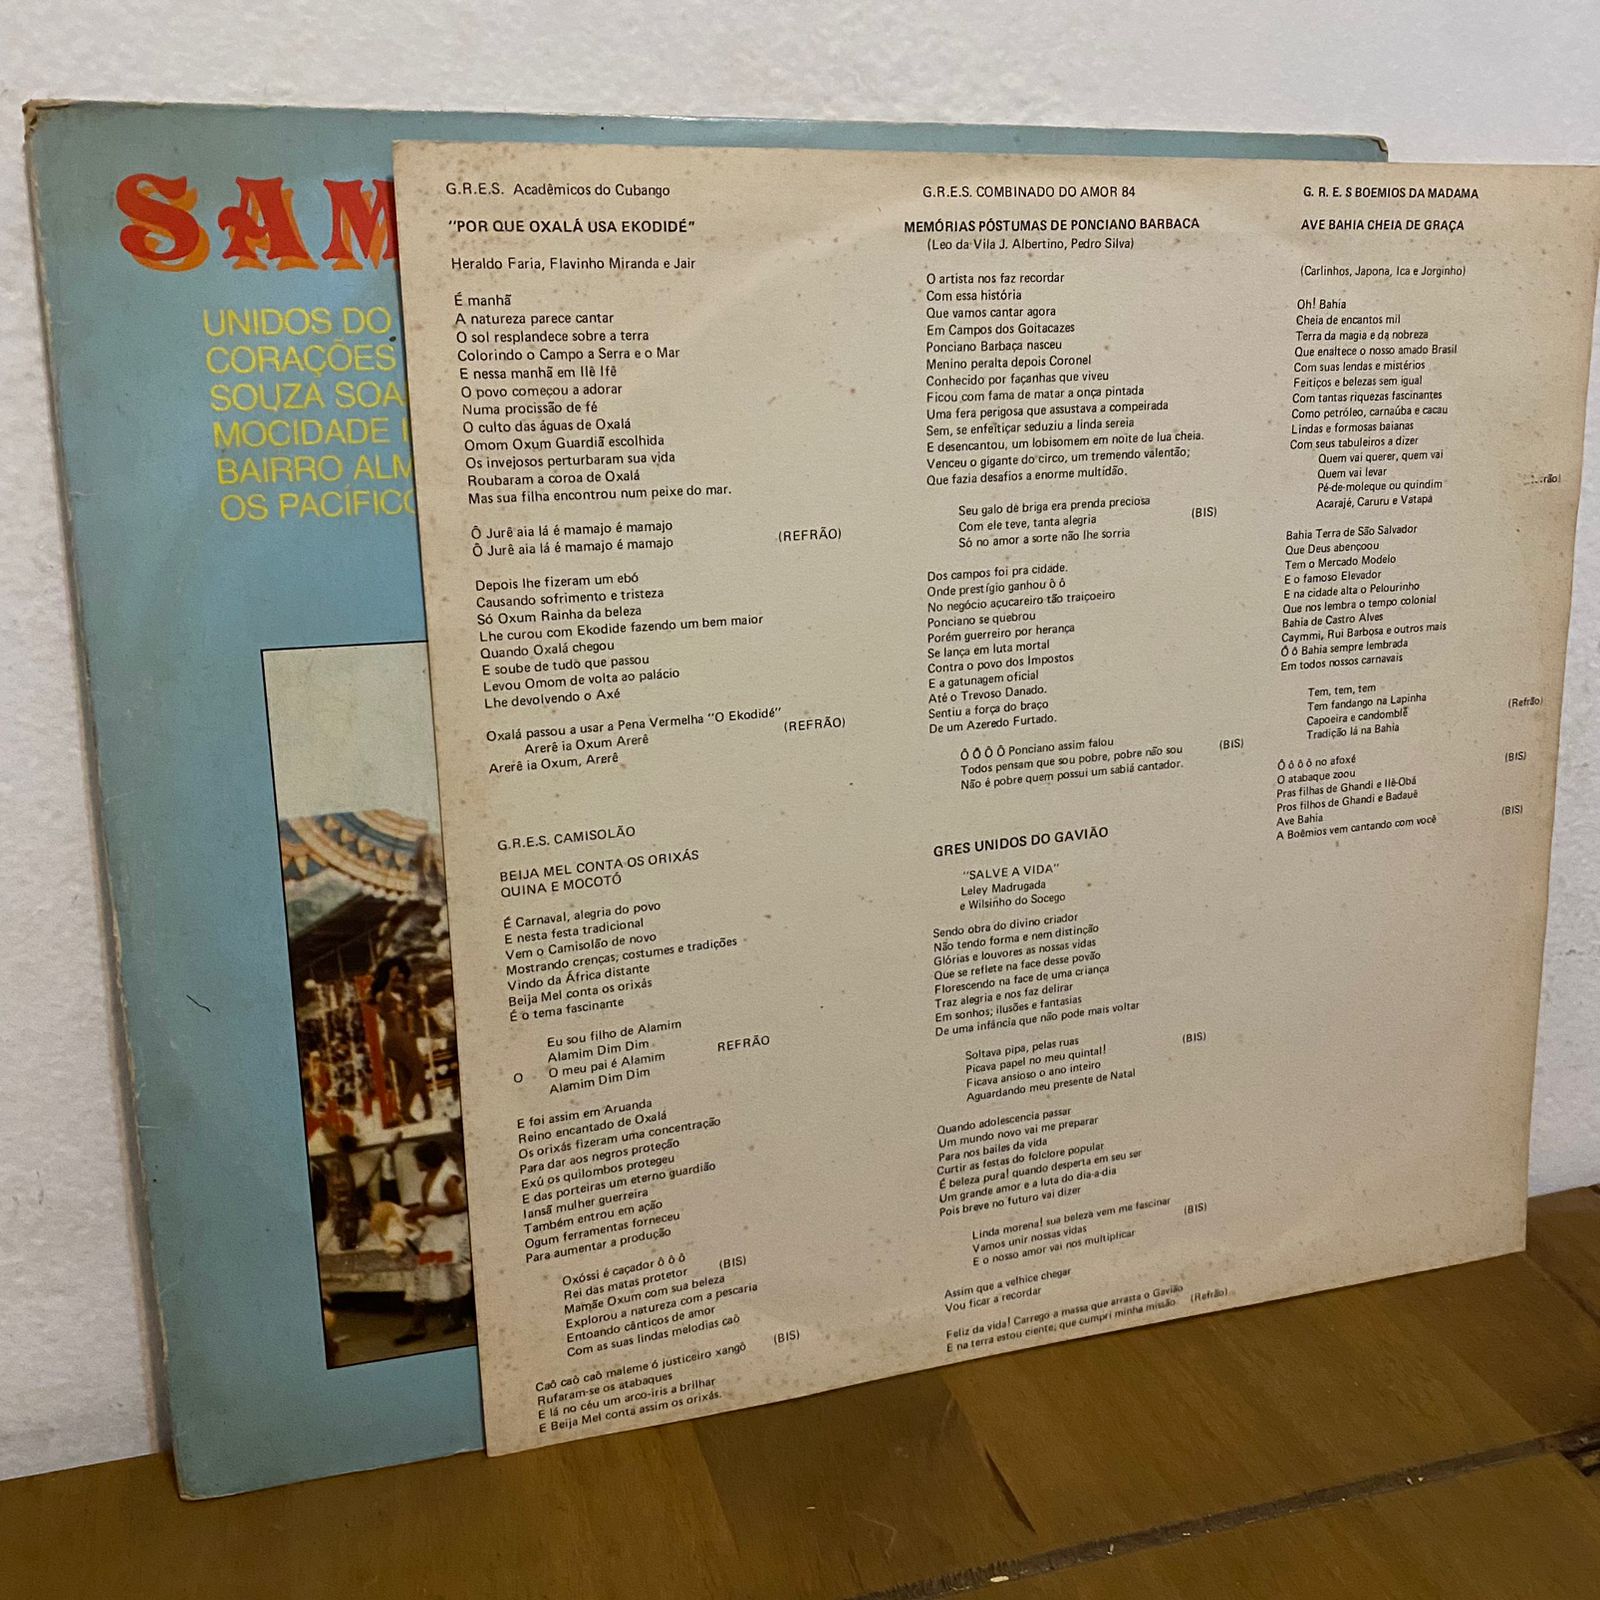 SAM
UNIDOS DO
CORAÇÕES
SOUZA SOA
MOCIDADE I
BAIRRO ALM
OS PACÍFICO
G.R.E.S. Acadêmicos do Cubango
"POR QUE OXALÁ USA EKODIDÉ"
Heraldo Faria, Flavinho Miranda e Jair
É manhã
A natureza parece cantar
O sol resplandece sobre a terra
Colorindo o Campo a Serra e o Mar
E nessa manhã em Ilê Ifê
O povo começou a adorar
Numa procissão de fé
O culto das águas de Oxalá
Omom Oxum Guardiã escolhida
Os invejosos perturbaram sua vida
Roubaram a coroa de Oxalá
Mas sua filha encontrou num peixe do mar.
Ô Jurê aia lá é mamajo é mamajo
Ô Jurê aia lá é mamajo é mamajo (REFRÃO)
Depois lhe fizeram um ebó
Causando sofrimento e tristeza
Só Oxum Rainha da beleza
Lhe curou com Ekodide fazendo um bem maior
Quando Oxalá chegou
E soube de tudo que passou
Levou Omom de volta ao palácio
Lhe devolvendo o Axé
Oxalá passou a usar a Pena Vermelha "O Ekodidé"
Arerê ia Oxum Arerê (REFRÃO)
Arerê ia Oxum, Arerê
G.R.E.S. CAMISOLÃO
BEIJA MEL CONTA OS ORIXÁS
QUINA E MOCOTÓ
É Carnaval, alegria do povo
E nesta festa tradicional
Vem o Camisolão de novo
Mostrando crenças, costumes e tradições
Vindo da África distante
Beija Mel conta os orixás
É o tema fascinante
Eu sou filho de Alamim
Alamim Dim Dim
O O meu pai é Alamim REFRÃO
Alamim Dim Dim
E foi assim em Aruanda
Reino encantado de Oxalá
Os orixás fizeram uma concentração
Para dar aos negros proteção
Exú os quilombos protegeu
E das porteiras um eterno guardião
Iansã mulher guerreira
Também entrou em ação
Ogum ferramentas forneceu
Para aumentar a produção
Oxóssi é caçador ô ô ô
Rei das matas protetor (BIS)
Mamãe Oxum com sua beleza
Explorou a natureza com a pescaria
Entoando cânticos de amor
Com as suas lindas melodias caô
Caô caô caô maleme ó justiceiro xangô (BIS)
Rufaram-se os atabaques
E lá no céu um arco-iris a brilhar
E Beija Mel conta assim os orixás.
G.R.E.S. COMBINADO DO AMOR 84
MEMÓRIAS PÓSTUMAS DE PONCIANO BARBACA
(Leo da Vila J. Albertino, Pedro Silva)
O artista nos faz recordar
Com essa história
Que vamos cantar agora
Em Campos dos Goitacazes
Ponciano Barbaça nasceu
Menino peralta depois Coronel
Conhecido por façanhas que viveu
Ficou com fama de matar a onça pintada
Uma fera perigosa que assustava a compeirada
Sem, se enfeitiçar seduziu a linda sereia
E desencantou, um lobisomem em noite de lua cheia.
Venceu o gigante do circo, um tremendo valentão;
Que fazia desafios a enorme multidão.
Seu galo de briga era prenda preciosa
Com ele teve, tanta alegria (BIS)
Só no amor a sorte não lhe sorria
Dos campos foi pra cidade.
Onde prestígio ganhou ô ô
No negócio açucareiro tão traiçoeiro
Ponciano se quebrou
Porém guerreiro por herança
Se lança em luta mortal
Contra o povo dos Impostos
E a gatunagem oficial
Até o Trevoso Danado.
Sentiu a força do braço
De um Azeredo Furtado.
Ô Ô Ô Ô Ponciano assim falou
Todos pensam que sou pobre, pobre não sou (BIS)
Não é pobre quem possui um sabiá cantador.
GRES UNIDOS DO GAVIÃO
"SALVE A VIDA"
Leley Madrugada
e Wilsinho do Socego
Sendo obra do divino criador
Não tendo forma e nem distinção
Glórias e louvores as nossas vidas
Que se reflete na face desse povão
Florescendo na face de uma criança
Traz alegria e nos faz delirar
Em sonhos; ilusões e fantasias
De uma infância que não pode mais voltar
Soltava pipa, pelas ruas (BIS)
Picava papel no meu quintal!
Ficava ansioso o ano inteiro
Aguardando meu presente de Natal
Quando adolescencia passar
Um mundo novo vai me preparar
Para nos bailes da vida
Curtir as festas do folclore popular
É beleza pura! quando desperta em seu ser
Um grande amor e a luta do dia-a-dia
Pois breve no futuro vai dizer
Linda morena! sua beleza vem me fascinar (BIS)
Vamos unir nossas vidas
E o nosso amor vai nos multiplicar
Assim que a velhice chegar
Vou ficar a recordar
Feliz da vida! Carrego a massa que arrasta o Gavião
E na terra estou ciente; que cumpri minha missão (Refrão)
G. R. E. S BOEMIOS DA MADAMA
AVE BAHIA CHEIA DE GRAÇA
(Carlinhos, Japona, Ica e Jorginho)
Oh! Bahia
Cheia de encantos mil
Terra da magia e da nobreza
Que enaltece o nosso amado Brasil
Com suas lendas e mistérios
Feitiços e belezas sem igual
Com tantas riquezas fascinantes
Como petróleo, carnaúba e cacau
Lindas e formosas baianas
Com seus tabuleiros a dizer
Quem vai querer, quem vai
Quem vai levar
Pé-de-moleque ou quindim
Acarajé, Caruru e Vatapá
Bahia Terra de São Salvador
Que Deus abençoou
Tem o Mercado Modelo
E o famoso Elevador
E na cidade alta o Pelourinho
Que nos lembra o tempo colonial
Bahia de Castro Alves
Caymmi, Rui Barbosa e outros mais
Ô ô Bahia sempre lembrada
Em todos nossos carnavais
Tem, tem, tem
Tem fandango na Lapinha (Refrão)
Capoeira e candomblé
Tradição lá na Bahia
Ô ô ô ô no afoxé (BIS)
O atabaque zoou
Pras filhas de Ghandi e Ilê-Obá
Pros filhos de Ghandi e Badauê
Ave Bahia (BIS)
A Boêmios vem cantando com você